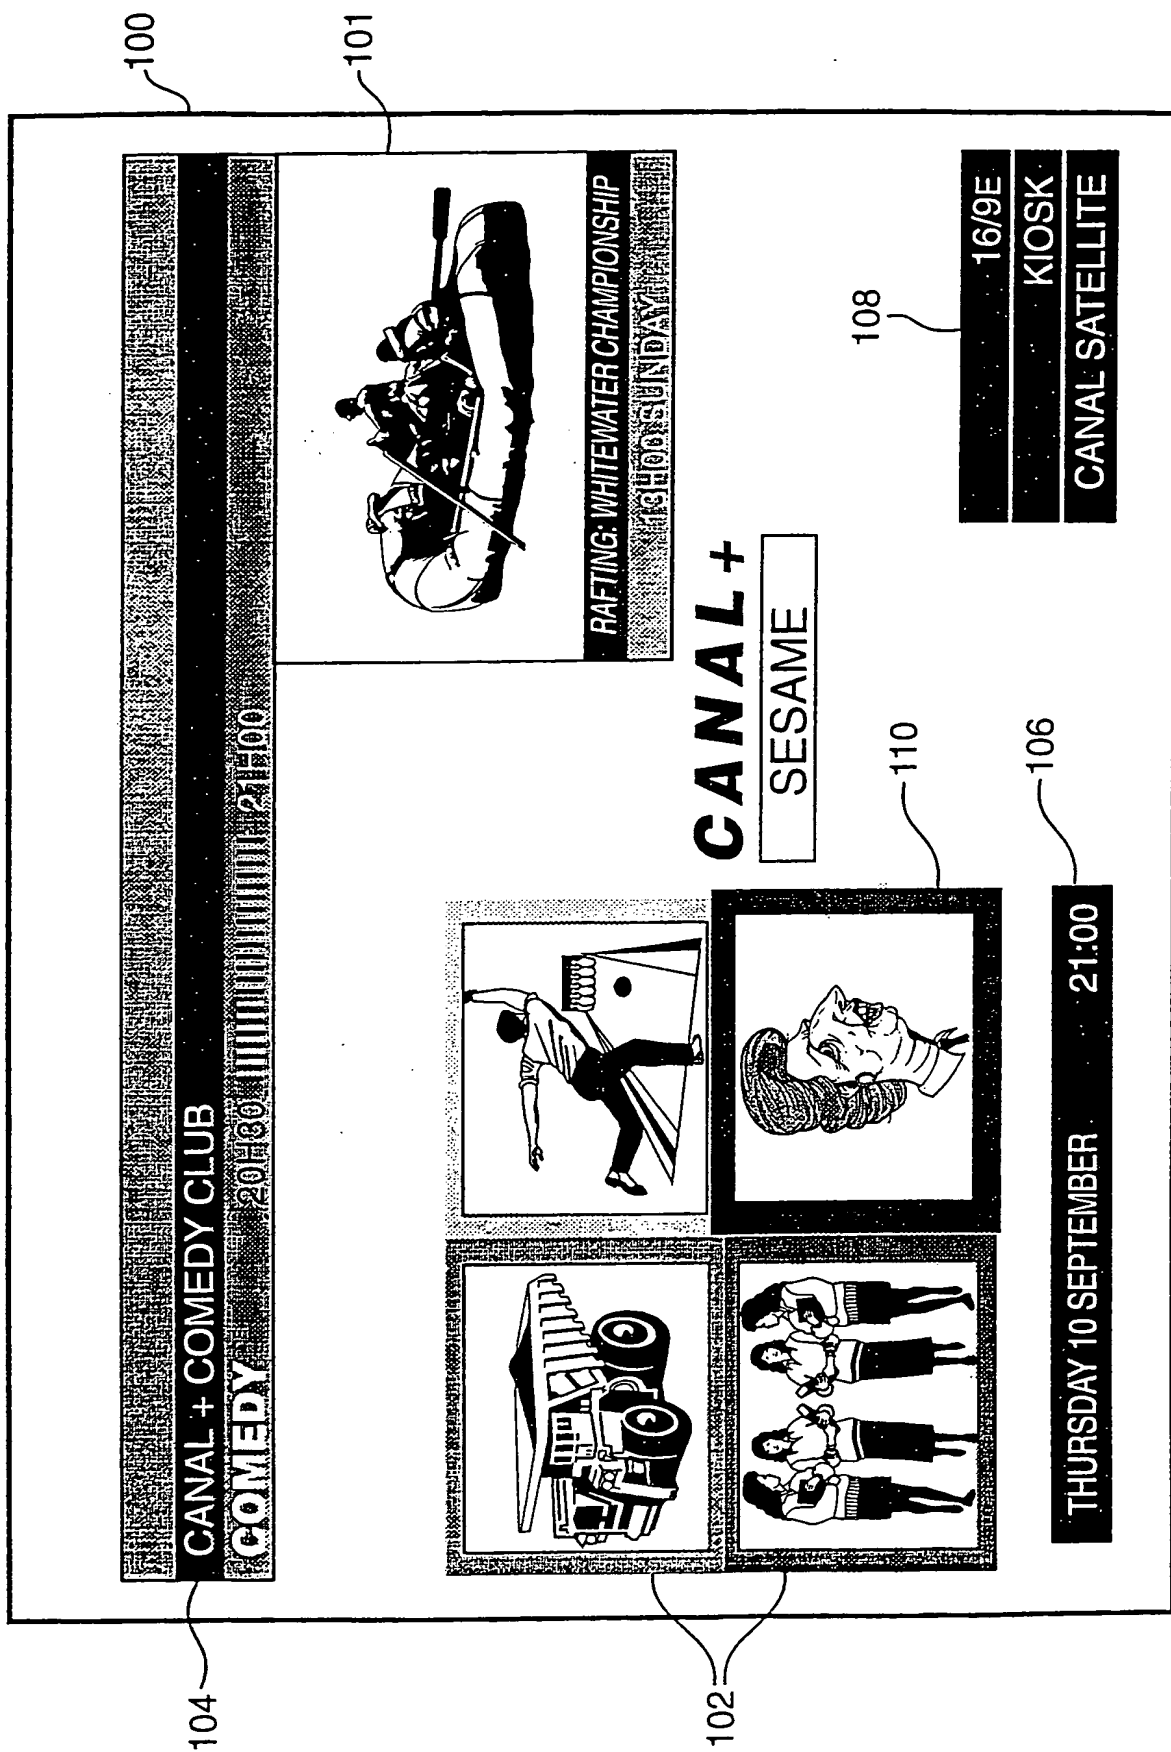 100
104
CANAL + COMEDY CLUB
COMEDY 20H30 21H00
101
RAFTING: WHITEWATER CHAMPIONSHIP
13H00 SUNDAY
102
CANAL+
SESAME
110
108
16/9E
KIOSK
CANAL SATELLITE
106
THURSDAY 10 SEPTEMBER 21:00